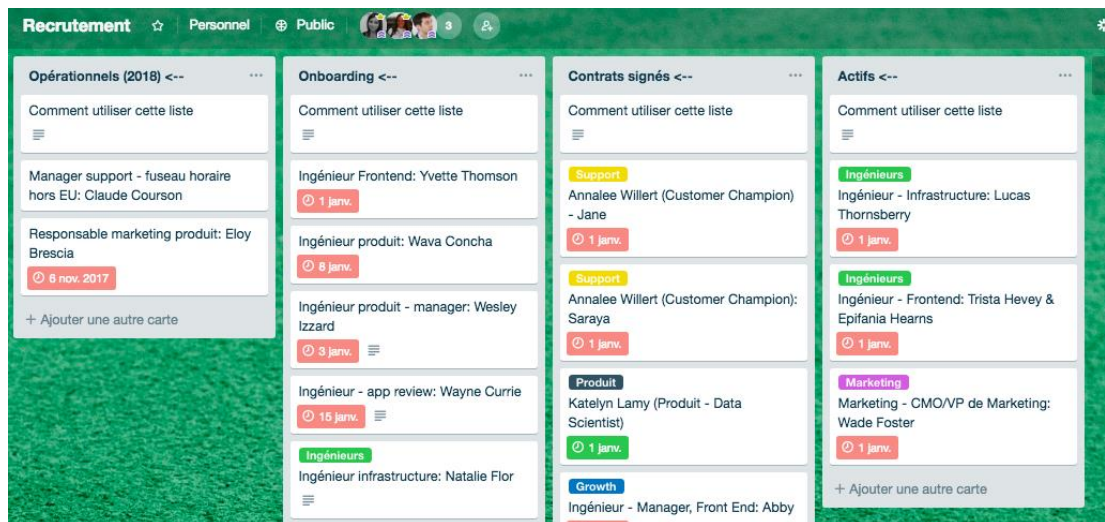 Recrutement
Personnel
Public
3
Opérationnels (2018) <--
Comment utiliser cette liste
Manager support - fuseau horaire
hors EU: Claude Courson
Responsable marketing produit: Eloy
Brescia
6 nov. 2017
+ Ajouter une autre carte
Onboarding <--
Comment utiliser cette liste
Ingénieur Frontend: Yvette Thomson
1 janv.
Ingénieur produit: Wava Concha
8 janv.
Ingénieur produit - manager: Wesley
Izzard
3 janv.
Ingénieur - app review: Wayne Currie
15 janv.
Ingénieurs
Ingénieur infrastructure: Natalie Flor
Contrats signés <--
Comment utiliser cette liste
Support
Annalee Willert (Customer Champion)
- Jane
1 janv.
Support
Annalee Willert (Customer Champion):
Saraya
1 janv.
Produit
Katelyn Lamy (Produit - Data
Scientist)
1 janv.
Growth
Ingénieur - Manager, Front End: Abby
Actifs <--
Comment utiliser cette liste
Ingénieurs
Ingénieur - Infrastructure: Lucas
Thornsberry
1 janv.
Ingénieurs
Ingénieur - Frontend: Trista Hevey &
Epifania Hearns
1 janv.
Marketing
Marketing - CMO/VP de Marketing:
Wade Foster
1 janv.
+ Ajouter une autre carte